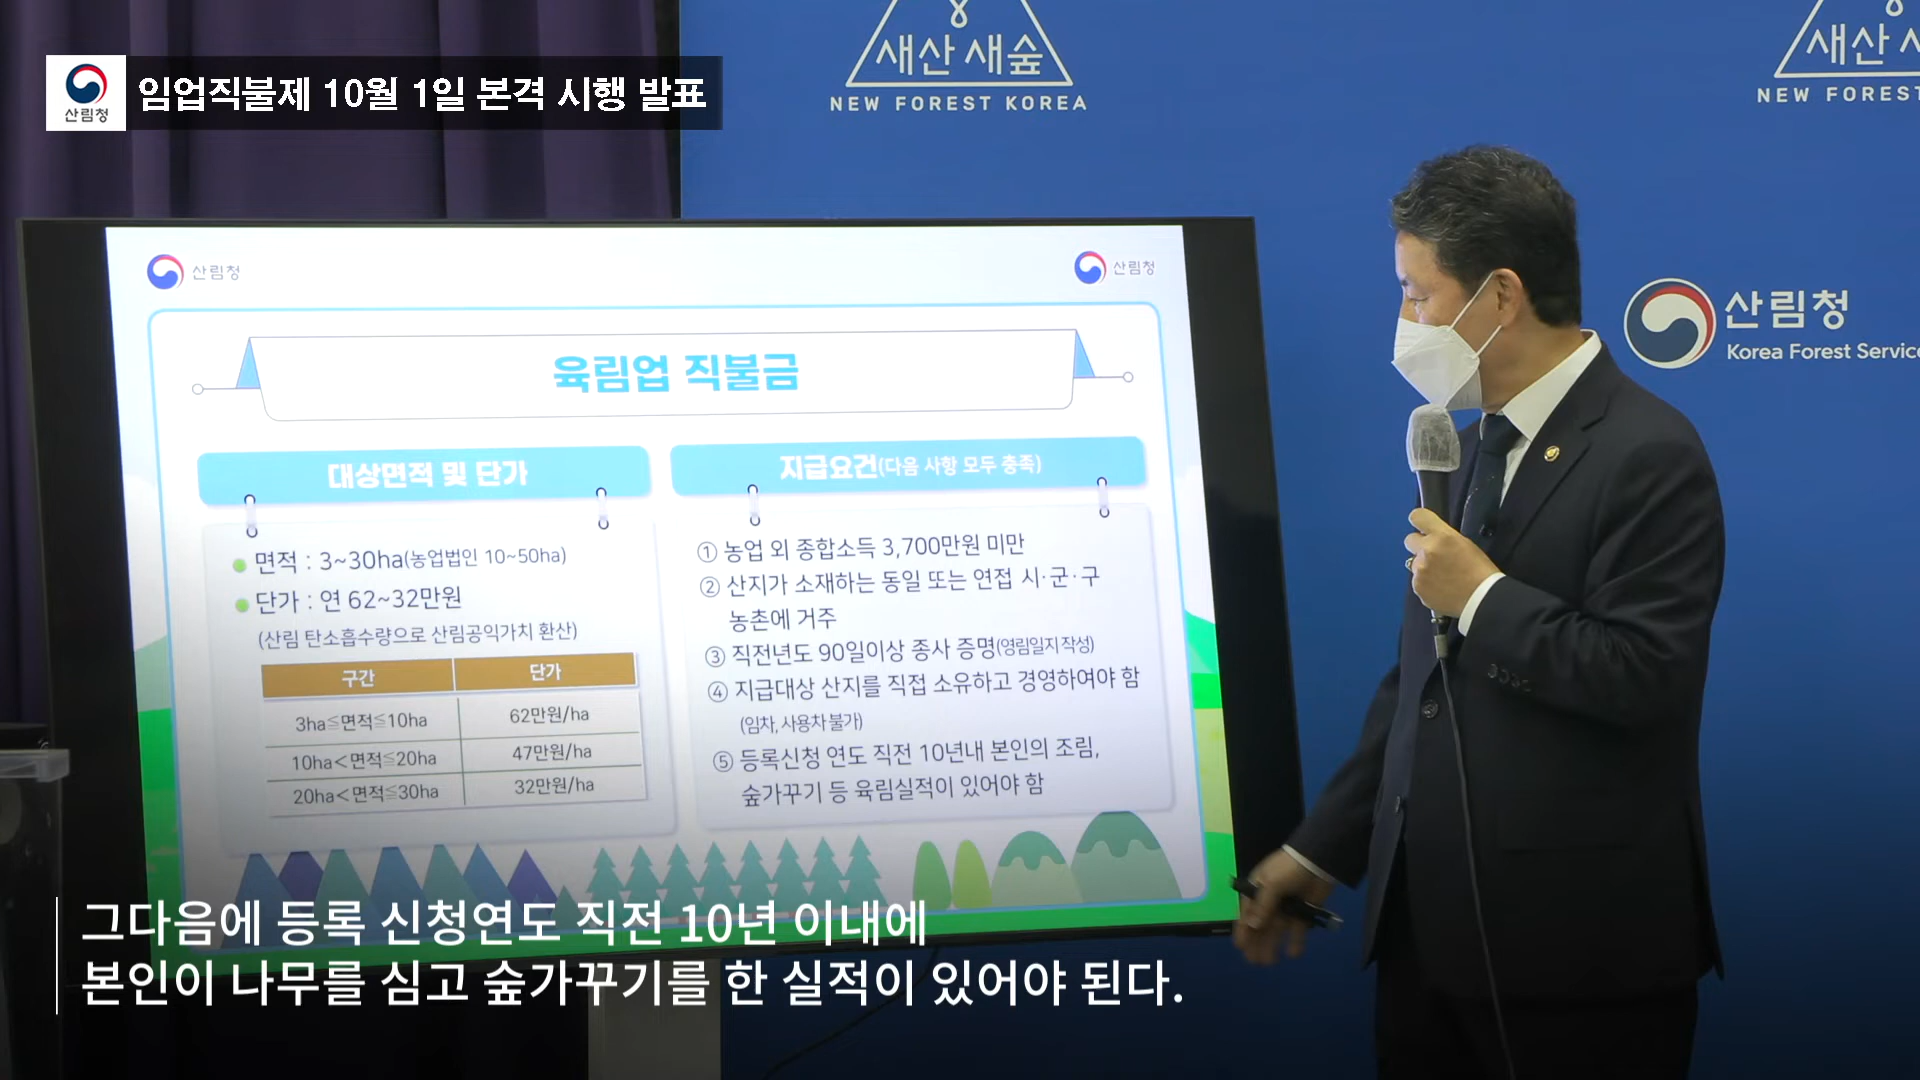 새산 새숲
NEW FOREST KOREA
새산
NEW FOREST
산림청
임업직불제 10월 1일 본격 시행 발표
산림청
Korea Forest Service
산림청
산림청
육림업 직불금
대상면적 및 단가
면적 : 3~30ha(농업법인 10~50ha)
단가 : 연 62~32만원
(산림 탄소흡수량으로 산림공익가치 환산)
구간 단가
3ha≦면적≦10ha 62만원/ha
10ha<면적≦20ha 47만원/ha
20ha<면적≦30ha 32만원/ha
지급요건(다음 사항 모두 충족)
① 농업 외 종합소득 3,700만원 미만
② 산지가 소재하는 동일 또는 연접 시·군·구
농촌에 거주
③ 직전년도 90일이상 종사 증명(영림일지 작성)
④ 지급대상 산지를 직접 소유하고 경영하여야 함
(임차, 사용차 불가)
⑤ 등록신청 연도 직전 10년내 본인의 조림,
숲가꾸기 등 육림실적이 있어야 함
그다음에 등록 신청연도 직전 10년 이내에
본인이 나무를 심고 숲가꾸기를 한 실적이 있어야 된다.